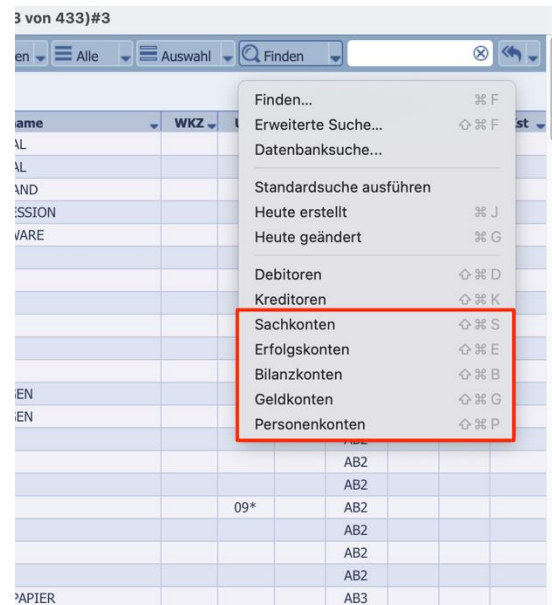 3 von 433)#3
en Alle Auswahl Finden
ame WKZ st
AL
AL
AND
ESSION
WARE
Finden... ⌘ F
Erweiterte Suche... ⇧ ⌘ F
Datenbanksuche...
Standardsuche ausführen
Heute erstellt ⌘ J
Heute geändert ⌘ G
Debitoren ⇧ ⌘ D
Kreditoren ⇧ ⌘ K
Sachkonten ⇧ ⌘ S
Erfolgskonten ⇧ ⌘ E
Bilanzkonten ⇧ ⌘ B
Geldkonten ⇧ ⌘ G
Personenkonten ⇧ ⌘ P
EN
EN
AB2
AB2
09* AB2
AB2
AB2
AB2
PAPIER AB3